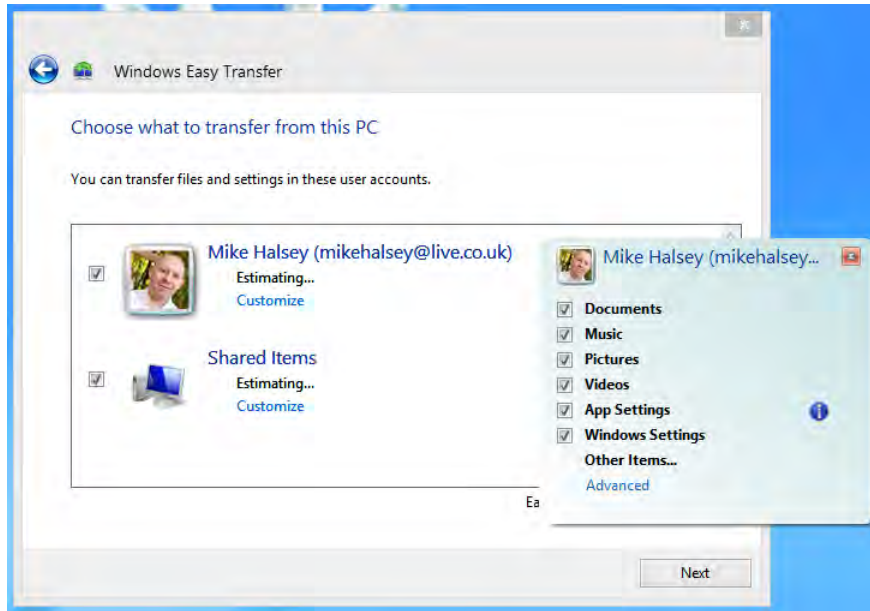 Windows Easy Transfer
Choose what to transfer from this PC
You can transfer files and settings in these user accounts.
Mike Halsey (mikehalsey@live.co.uk)
Estimating...
Customize
Shared Items
Estimating...
Customize
Ea
Mike Halsey (mikehalsey...
Documents
Music
Pictures
Videos
App Settings
Windows Settings
Other Items...
Advanced
Next